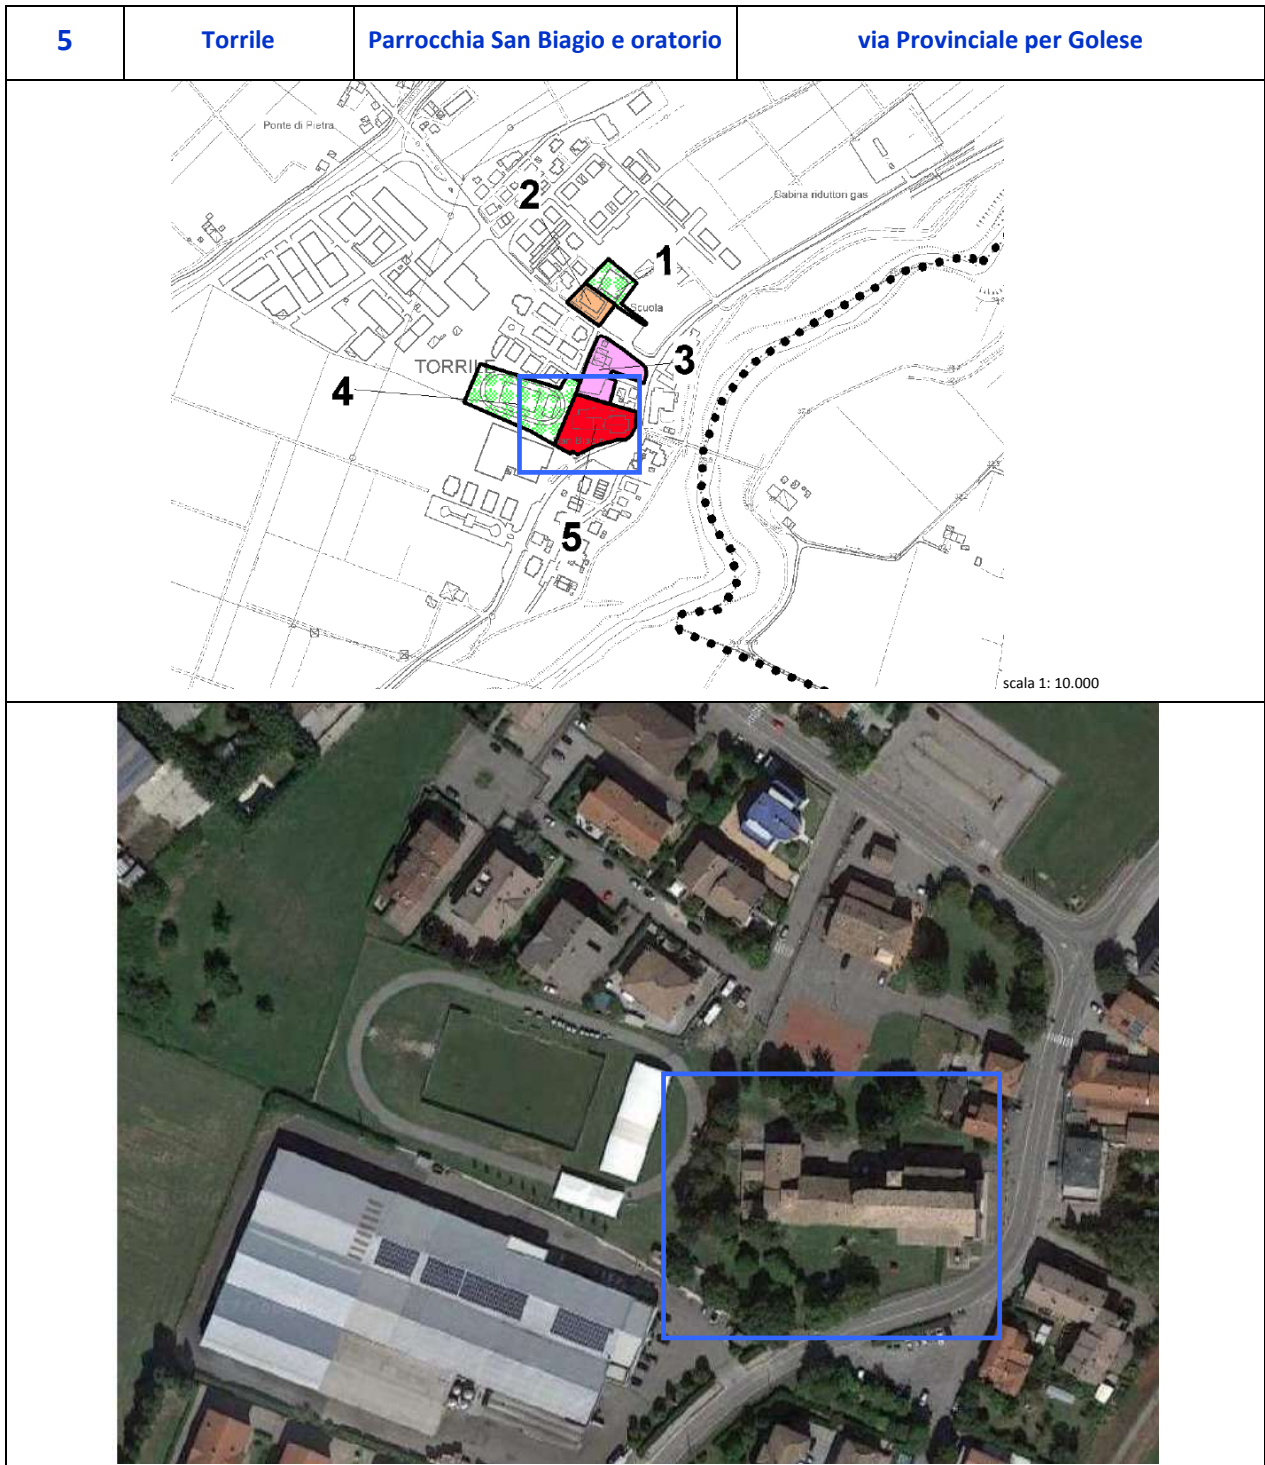 5 Torrile Parrocchia San Biagio e oratorio via Provinciale per Golese
Ponte di Pietra
2
Cabina riduttori gas
1
Scuola
3
TORRILE
4
5
scala 1: 10.000